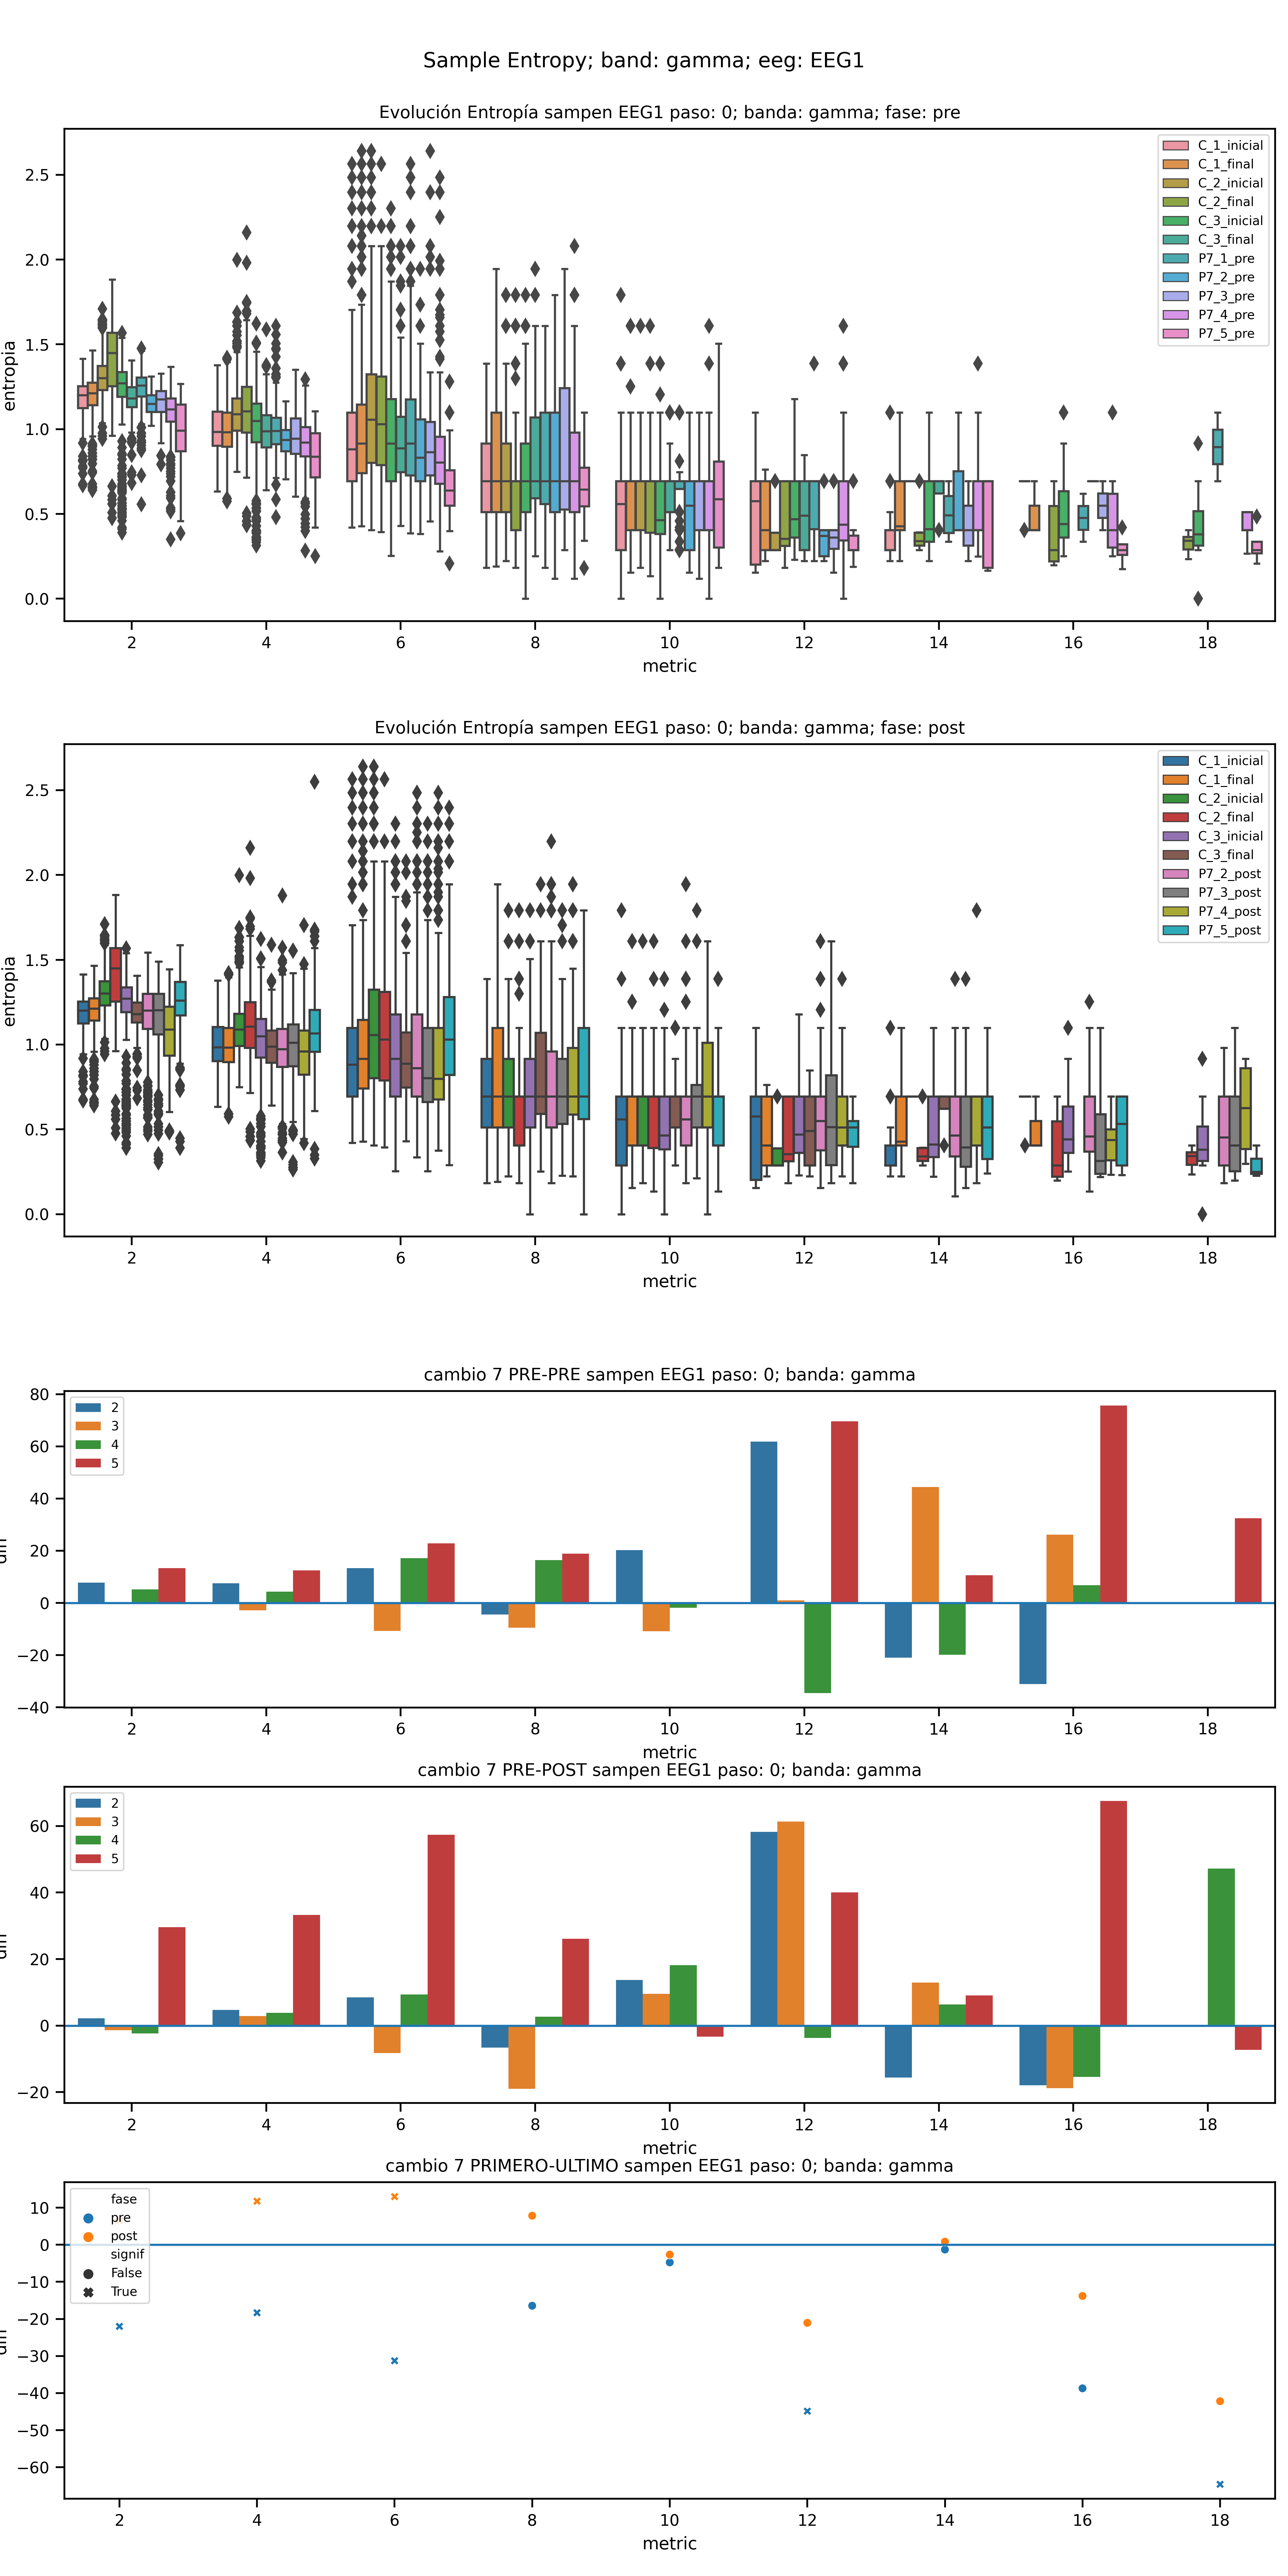 Sample Entropy; band: gamma; eeg: EEG1
Evolución Entropía sampen EEG1 paso: 0; banda: gamma; fase: pre
entropia
2.5
2.0
1.5
1.0
0.5
0.0
C_1_inicial
C_1_final
C_2_inicial
C_2_final
C_3_inicial
C_3_final
P7_1_pre
P7_2_pre
P7_3_pre
P7_4_pre
P7_5_pre
2 4 6 8 10 12 14 16 18
metric
Evolución Entropía sampen EEG1 paso: 0; banda: gamma; fase: post
entropia
2.5
2.0
1.5
1.0
0.5
0.0
C_1_inicial
C_1_final
C_2_inicial
C_2_final
C_3_inicial
C_3_final
P7_2_post
P7_3_post
P7_4_post
P7_5_post
2 4 6 8 10 12 14 16 18
metric
cambio 7 PRE-PRE sampen EEG1 paso: 0; banda: gamma
80
60
40
20
0
−20
−40
2
3
4
5
2 4 6 8 10 12 14 16 18
metric
cambio 7 PRE-POST sampen EEG1 paso: 0; banda: gamma
60
40
20
0
−20
2
3
4
5
2 4 6 8 10 12 14 16 18
metric
cambio 7 PRIMERO-ULTIMO sampen EEG1 paso: 0; banda: gamma
10
0
−10
−20
−30
−40
−50
−60
fase
pre
post
signif
False
True
2 4 6 8 10 12 14 16 18
metric